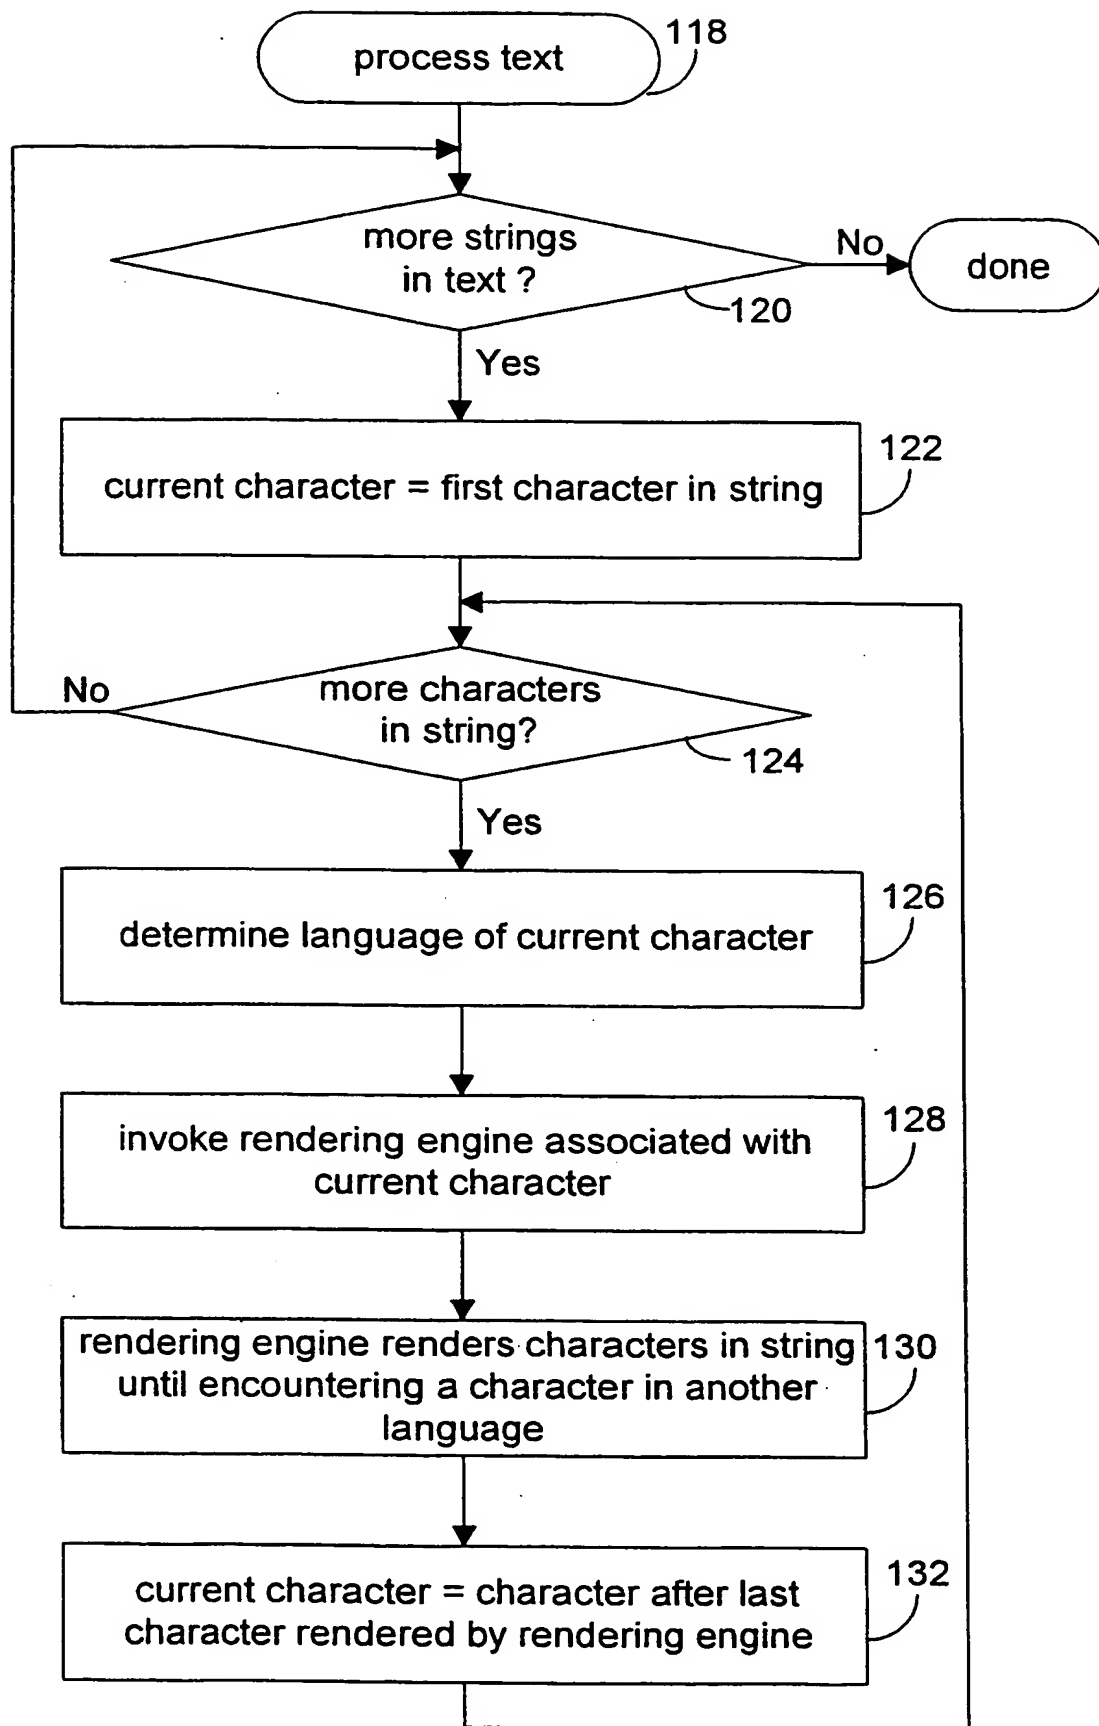 process text
118
more strings
in text ?
No
done
120
Yes
122
current character = first character in string
No
more characters
in string?
124
Yes
126
determine language of current character
128
invoke rendering engine associated with
current character
rendering engine renders characters in string
130
until encountering a character in another
language
132
current character = character after last
character rendered by rendering engine